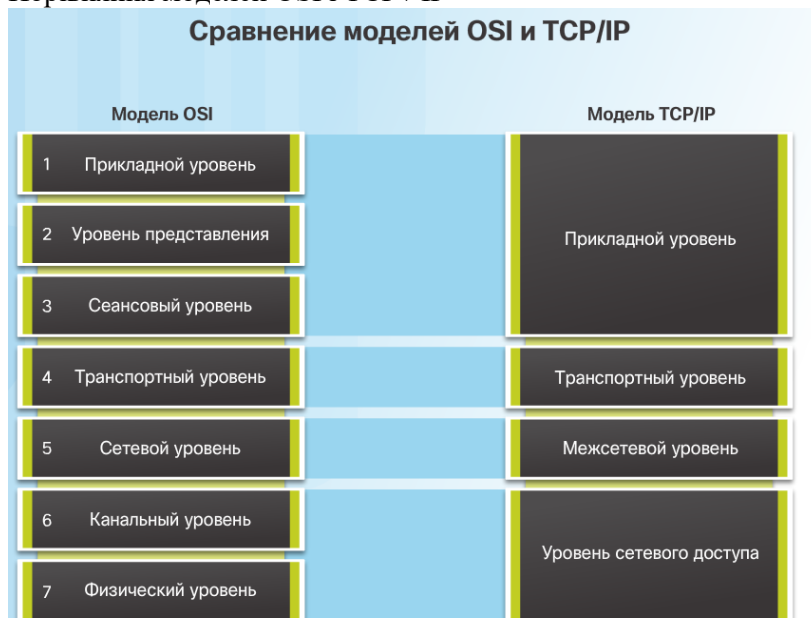 Сравнение моделей OSI и TCP/IP
Модель OSI
Модель TCP/IP
1 Прикладной уровень
2 Уровень представления
3 Сеансовый уровень
Прикладной уровень
4 Транспортный уровень
Транспортный уровень
5 Сетевой уровень
Межсетевой уровень
6 Канальный уровень
7 Физический уровень
Уровень сетевого доступа